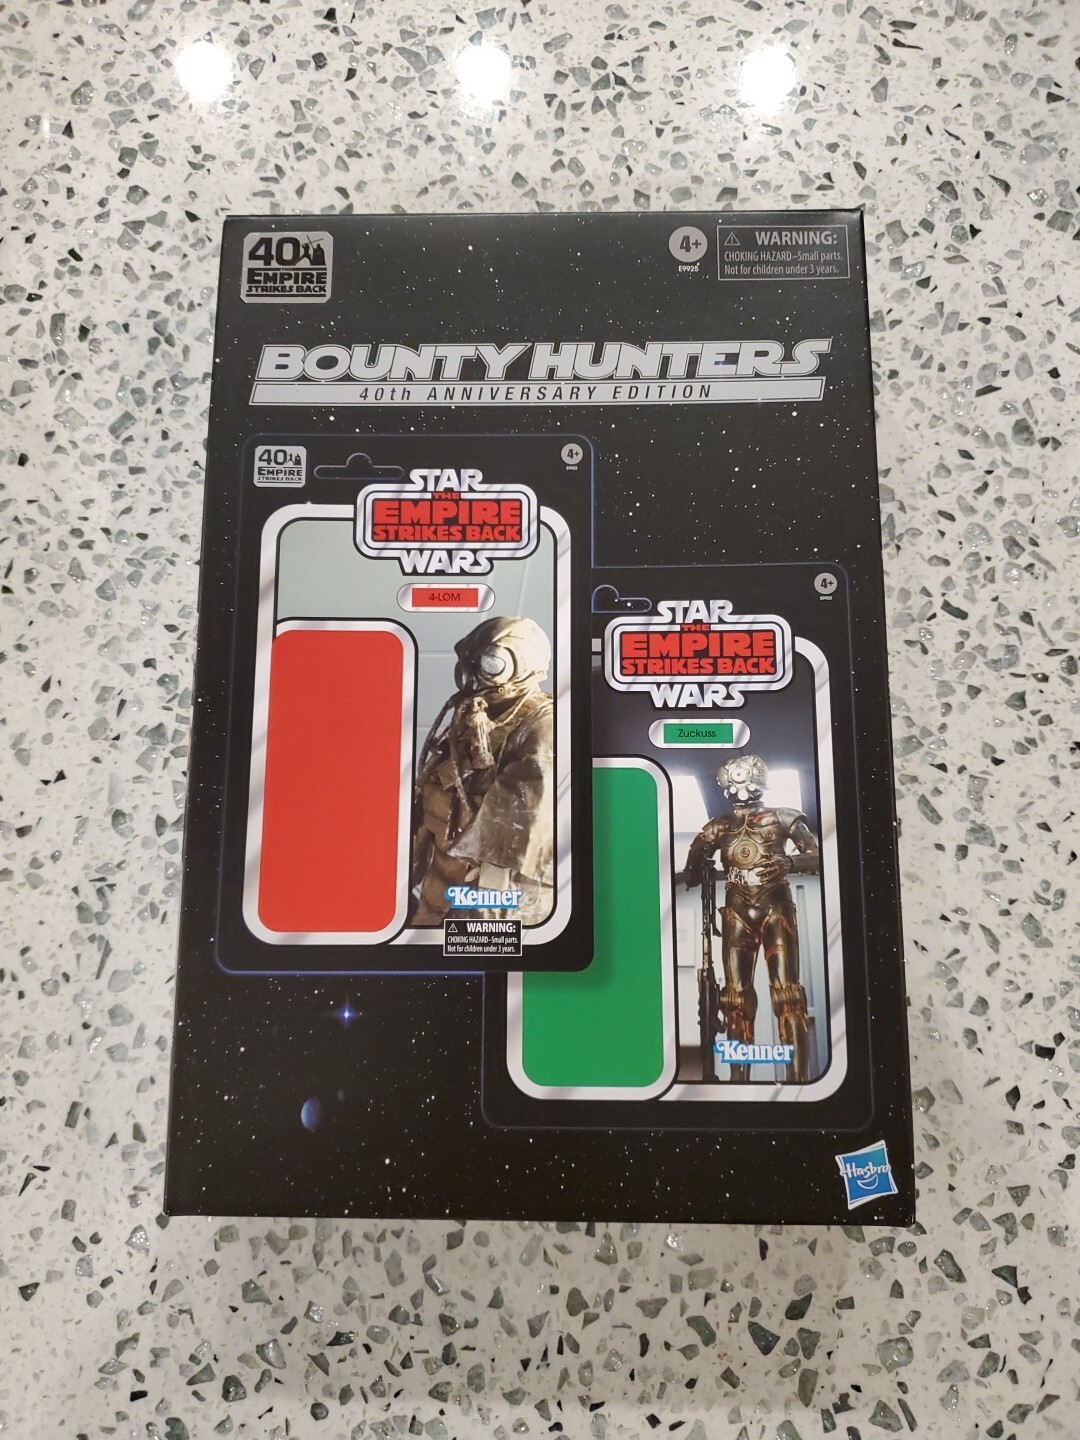 40
THE
EMPIRE
STRIKES BACK
4+
E9925
⚠ WARNING:
CHOKING HAZARD–Small parts.
Not for children under 3 years.
BOUNTY HUNTERS
40th ANNIVERSARY EDITION
40
EMPIRE
STRIKES BACK
4+
E9925
STAR
THE
EMPIRE
STRIKES BACK
WARS
4-LOM
Kenner
⚠ WARNING:
CHOKING HAZARD–Small parts.
Not for children under 3 years.
4+
E9925
STAR
THE
EMPIRE
STRIKES BACK
WARS
Zuckuss
Kenner
Hasbro